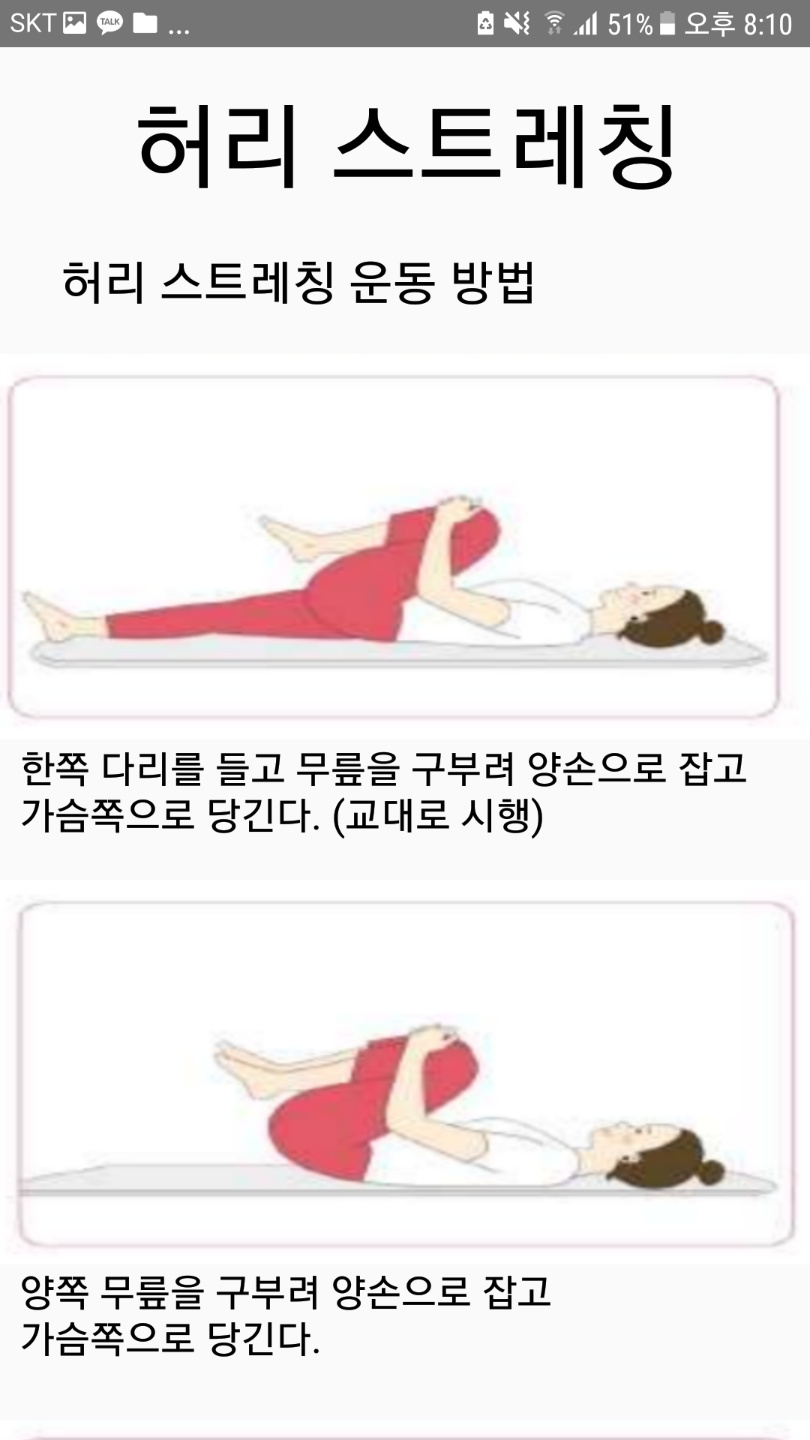 SKT TALK ... 51% 오후 8:10
허리 스트레칭
허리 스트레칭 운동 방법
한쪽 다리를 들고 무릎을 구부려 양손으로 잡고
가슴쪽으로 당긴다. (교대로 시행)
양쪽 무릎을 구부려 양손으로 잡고
가슴쪽으로 당긴다.